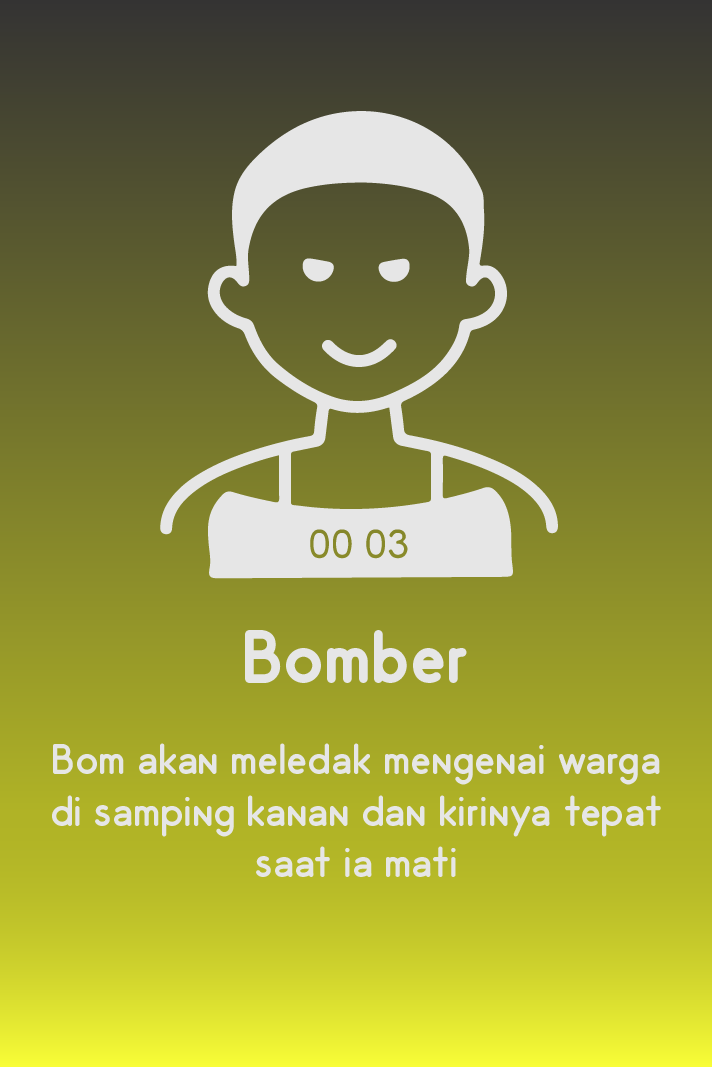 00 03
Bomber
Bom akan meledak mengenai warga
di samping kanan dan kirinya tepat
saat ia mati